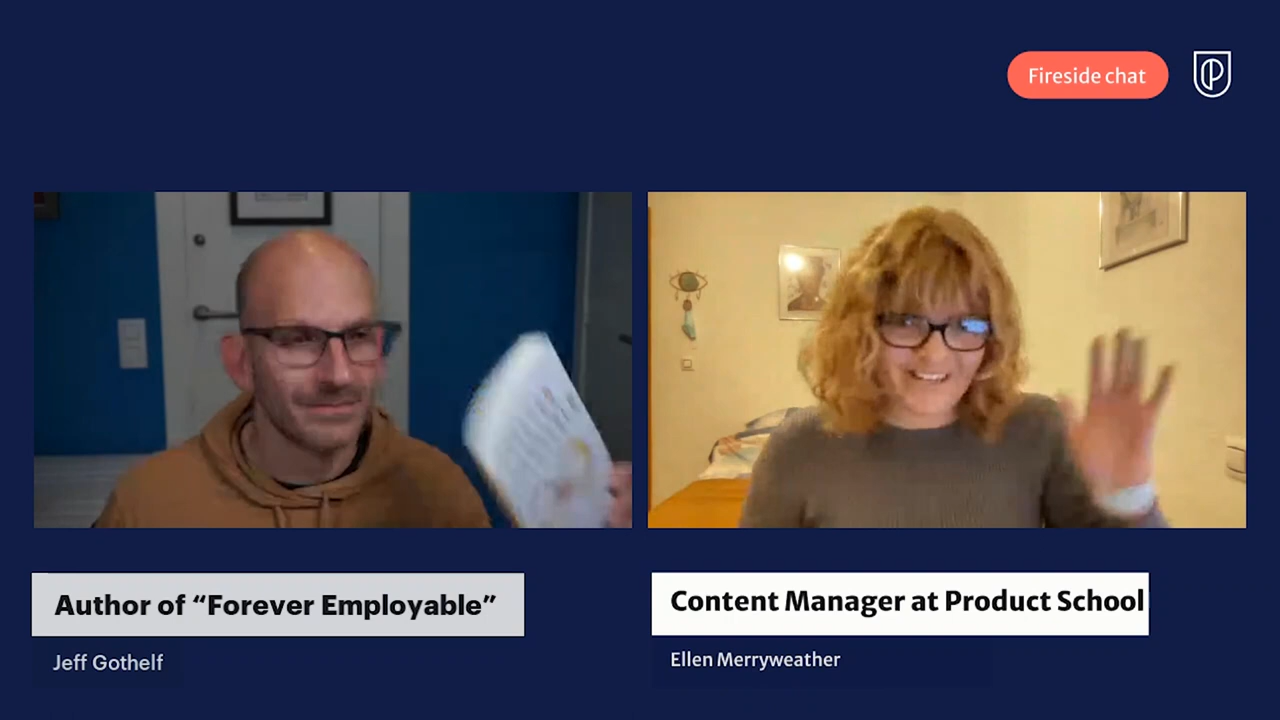 Fireside chat
Author of “Forever Employable”
Jeff Gothelf
Content Manager at Product School
Ellen Merryweather